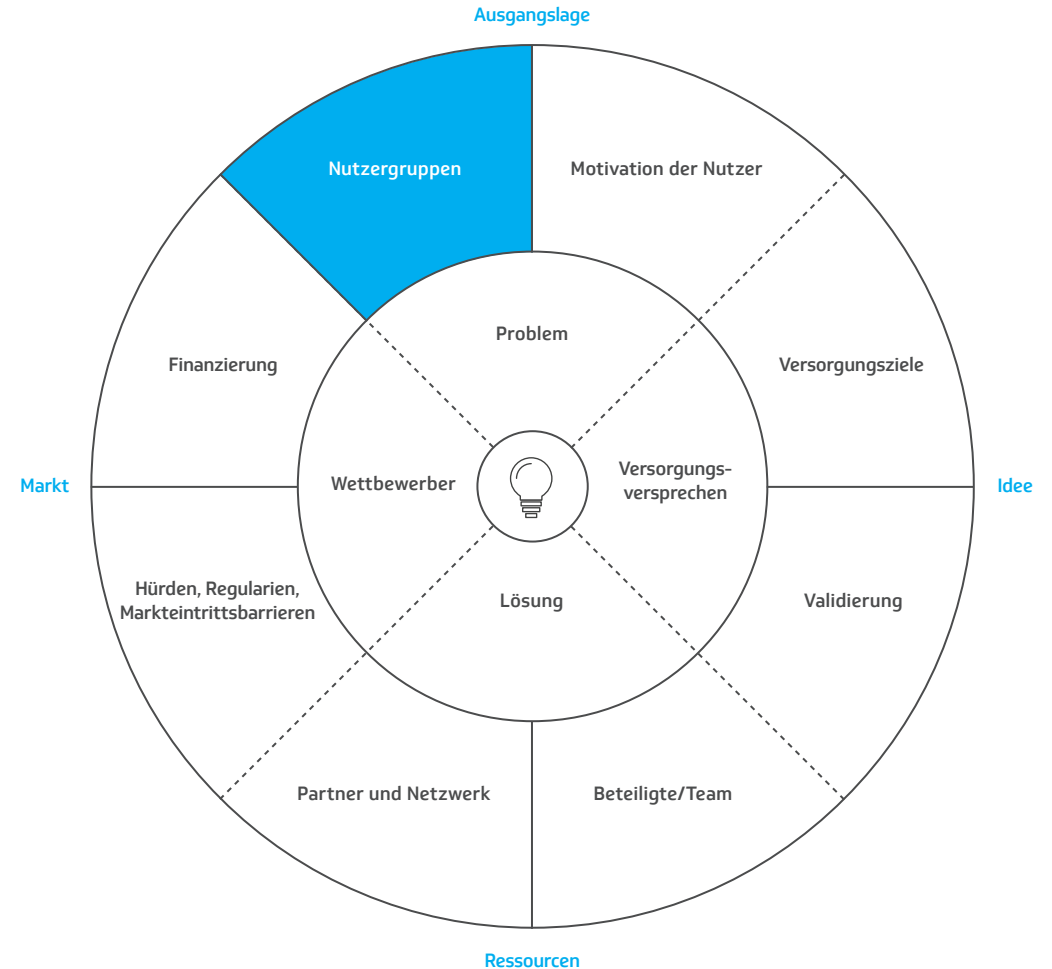 Ausgangslage
Nutzergruppen
Motivation der Nutzer
Problem
Finanzierung
Versorgungsziele
Markt
Wettbewerber
Versorgungs-
versprechen
Idee
Hürden, Regularien,
Markteintrittsbarrieren
Lösung
Validierung
Partner und Netzwerk
Beteiligte/Team
Ressourcen